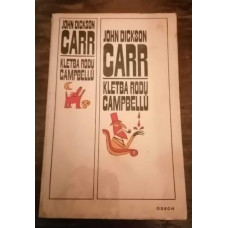 JOHN DICKSON
CARR
KLETBA RODU
CAMPBELLŮ
JOHN DICKSON
CARR
KLETBA RODU
CAMPBELLŮ
ODEON